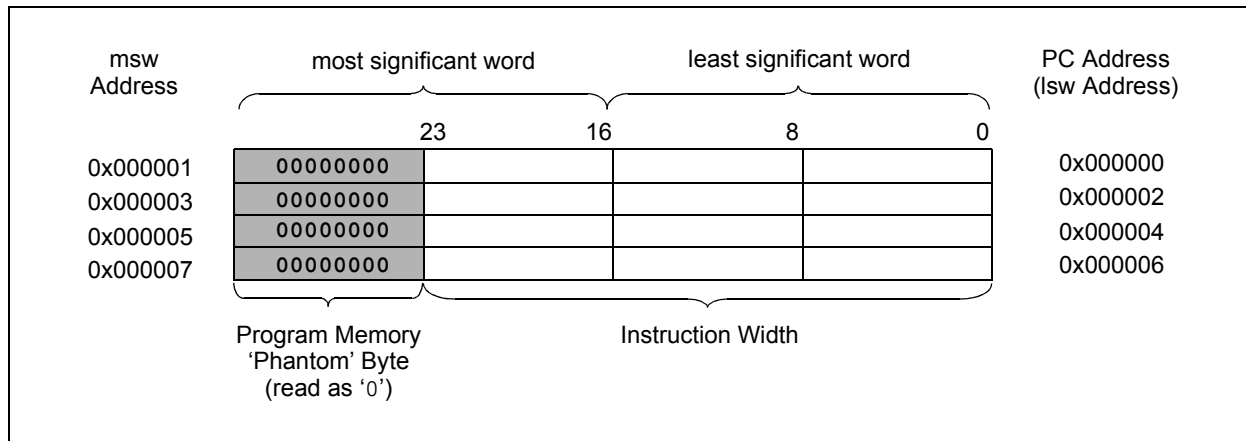 msw
Address
most significant word
least significant word
PC Address
(lsw Address)
23 16 8 0
0x000001 00000000 0x000000
0x000003 00000000 0x000002
0x000005 00000000 0x000004
0x000007 00000000 0x000006
Program Memory
‘Phantom’ Byte
(read as ‘0’)
Instruction Width